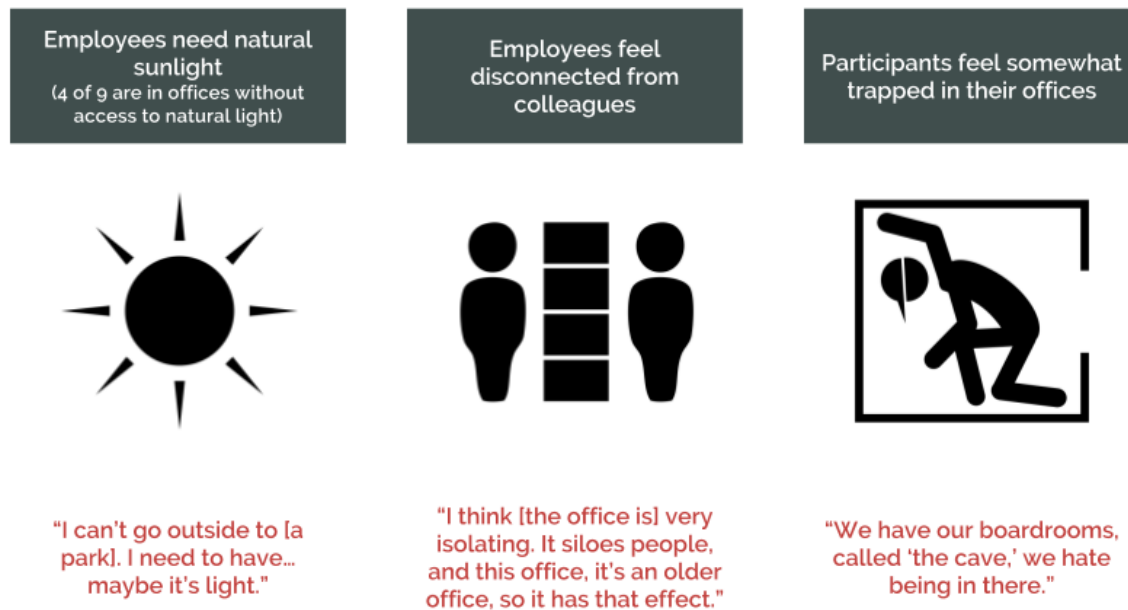 Employees need natural
sunlight
(4 of 9 are in offices without
access to natural light)
Employees feel
disconnected from
colleagues
Participants feel somewhat
trapped in their offices
“I can’t go outside to [a
park]. I need to have...
maybe it’s light.”
“I think [the office is] very
isolating. It siloes people,
and this office, it’s an older
office, so it has that effect.”
“We have our boardrooms,
called ‘the cave,’ we hate
being in there.”